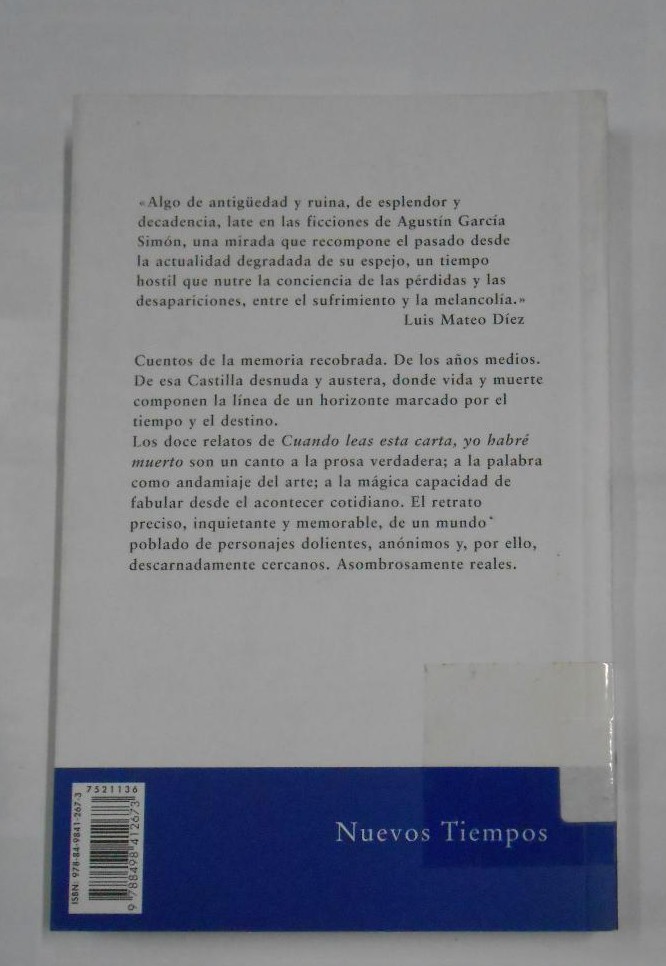 «Algo de antigüedad y ruina, de esplendor y
decadencia, late en las ficciones de Agustín García
Simón, una mirada que recompone el pasado desde
la actualidad degradada de su espejo, un tiempo
hostil que nutre la conciencia de las pérdidas y las
desapariciones, entre el sufrimiento y la melancolía.»
Luis Mateo Díez
Cuentos de la memoria recobrada. De los años medios.
De esa Castilla desnuda y austera, donde vida y muerte
componen la línea de un horizonte marcado por el
tiempo y el destino.
Los doce relatos de Cuando leas esta carta, yo habré
muerto son un canto a la prosa verdadera; a la palabra
como andamiaje del arte; a la mágica capacidad de
fabular desde el acontecer cotidiano. El retrato
preciso, inquietante y memorable, de un mundo
poblado de personajes dolientes, anónimos y, por ello,
descarnadamente cercanos. Asombrosamente reales.
7521136
ISBN: 978-84-9841-267-3
9 788498 412673
Nuevos Tiempos